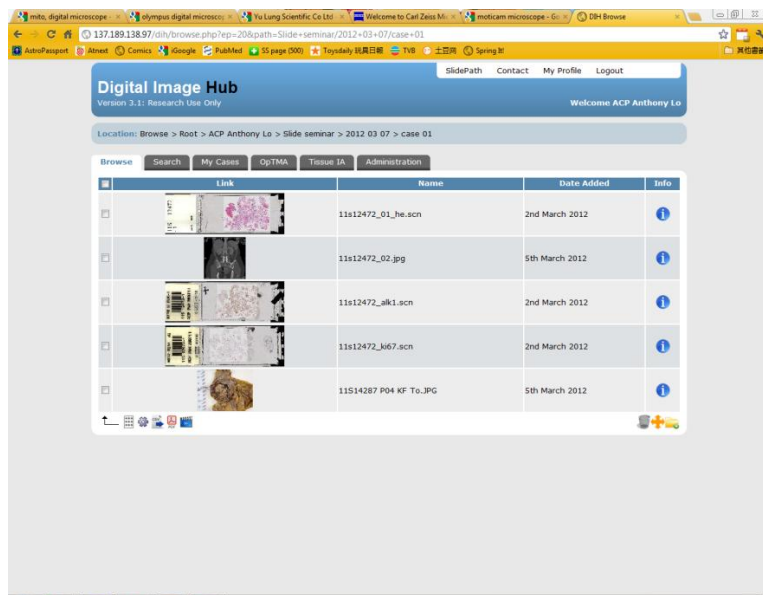 mito, digital microscope -
olympus digital microscop
Yu Lung Scientific Co Ltd
Welcome to Carl Zeiss Mi
moticam microscope - Go
DIH Browse
137.189.138.97/dih/browse.php?ep=20&path=Slide+seminar/2012+03+07/case+01
AstroPassport
Atnext
Comics
iGoogle
PubMed
SS page (500)
Toysdaily 玩具日報
TVB
土豆网
Spring It!
SlidePath Contact My Profile Logout
Digital Image Hub
Version 3.1: Research Use Only
Welcome ACP Anthony Lo
Location: Browse > Root > ACP Anthony Lo > Slide seminar > 2012 03 07 > case 01
Browse Search My Cases OpTMA Tissue IA Administration
Link Name Date Added Info
11s12472_01_he.scn 2nd March 2012
11s12472_02.jpg 5th March 2012
11s12472_alk1.scn 2nd March 2012
11s12472_ki67.scn 2nd March 2012
11S14287 P04 KF To.JPG 5th March 2012